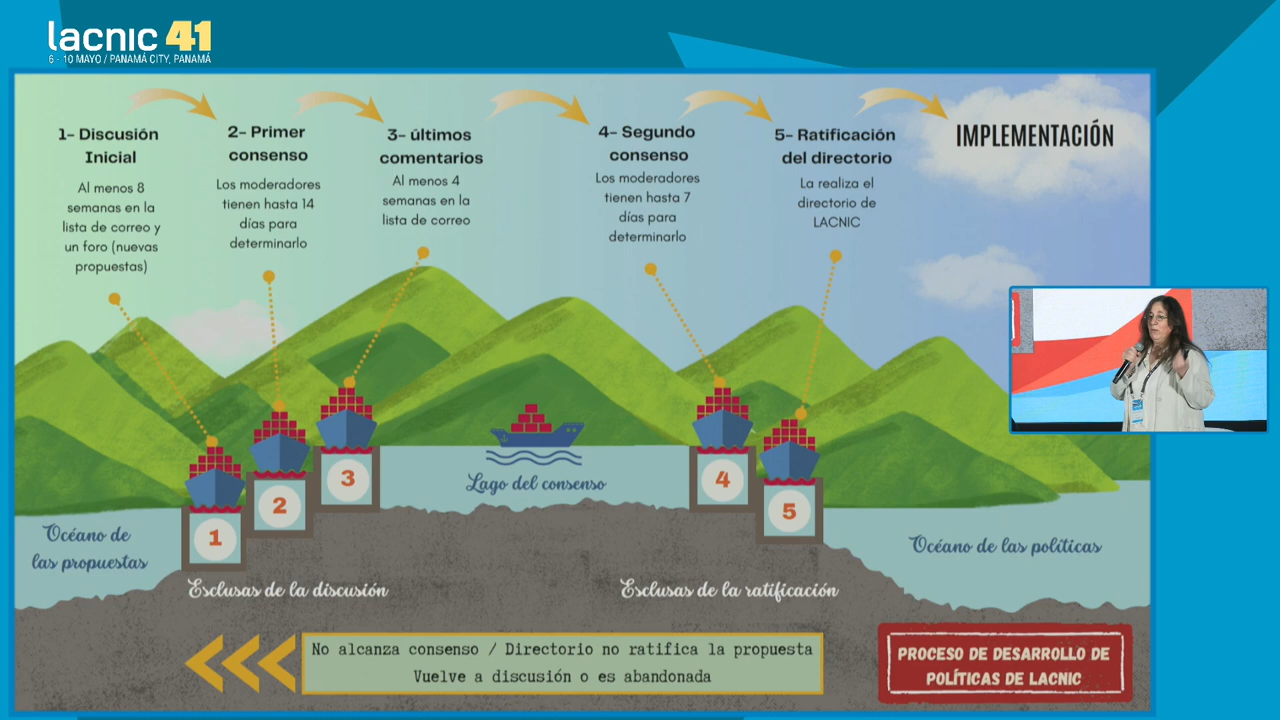 lacnic 41
6 - 10 MAYO / PANAMÁ CITY, PANAMÁ
1- Discusión
Inicial
Al menos 8
semanas en la
lista de correo y
un foro (nuevas
propuestas)
2- Primer
consenso
Los moderadores
tienen hasta 14
días para
determinarlo
3- últimos
comentarios
Al menos 4
semanas en la
lista de correo
4- Segundo
consenso
Los moderadores
tienen hasta 7
días para
determinarlo
5- Ratificación
del directorio
La realiza el
directorio de
LACNIC
IMPLEMENTACIÓN
1
2
3
4
5
Océano de
las propuestas
Lago del consenso
Océano de las políticas
Esclusas de la discusión
Esclusas de la ratificación
No alcanza consenso / Directorio no ratifica la propuesta
Vuelve a discusión o es abandonada
PROCESO DE DESARROLLO DE
POLÍTICAS DE LACNIC